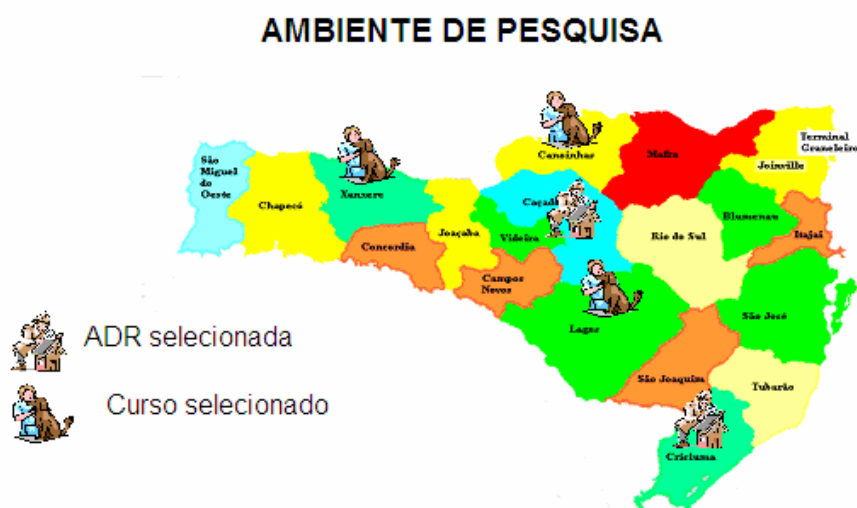 AMBIENTE DE PESQUISA
Terminal
Graneleiro
Canoinhas
Mafra
Joinville
São
Miguel
do
Oeste
Xanxere
Chapecó
Caçado
Blumenau
Joaçaba
Videira
Rio do Sul
Itajaí
Concordia
Campos
Novos
São José
Lages
ADR selecionada
São Joaquim
Tubarão
Curso selecionado
Criciuma